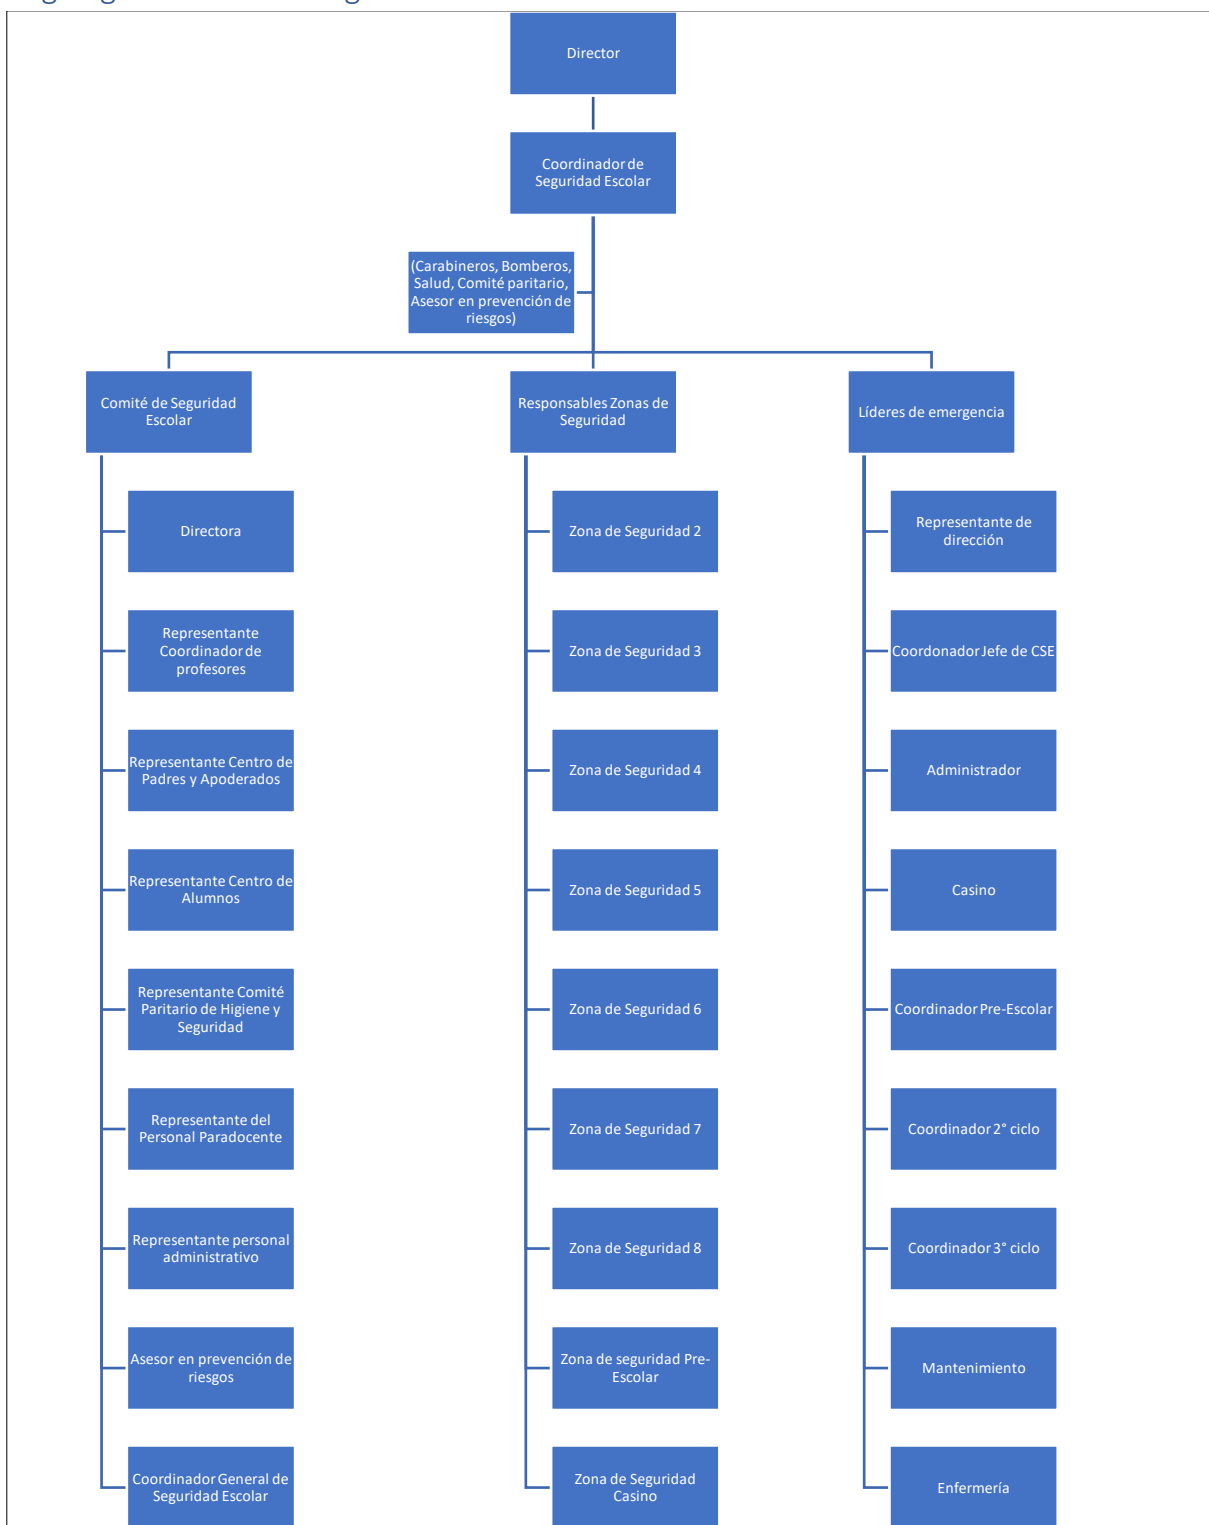 Director
Coordinador de
Seguridad Escolar
(Carabineros, Bomberos,
Salud, Comité paritario,
Asesor en prevención de
riesgos)
Comité de Seguridad
Escolar
Directora
Representante
Coordinador de
profesores
Representante Centro de
Padres y Apoderados
Representante Centro de
Alumnos
Representante Comité
Paritario de Higiene y
Seguridad
Representante del
Personal Paradocente
Representante personal
administrativo
Asesor en prevención de
riesgos
Coordinador General de
Seguridad Escolar
Responsables Zonas de
Seguridad
Zona de Seguridad 2
Zona de Seguridad 3
Zona de Seguridad 4
Zona de Seguridad 5
Zona de Seguridad 6
Zona de Seguridad 7
Zona de Seguridad 8
Zona de seguridad Pre-
Escolar
Zona de Seguridad
Casino
Líderes de emergencia
Representante de
dirección
Coordonador Jefe de CSE
Administrador
Casino
Coordinador Pre-Escolar
Coordinador 2° ciclo
Coordinador 3° ciclo
Mantenimiento
Enfermería